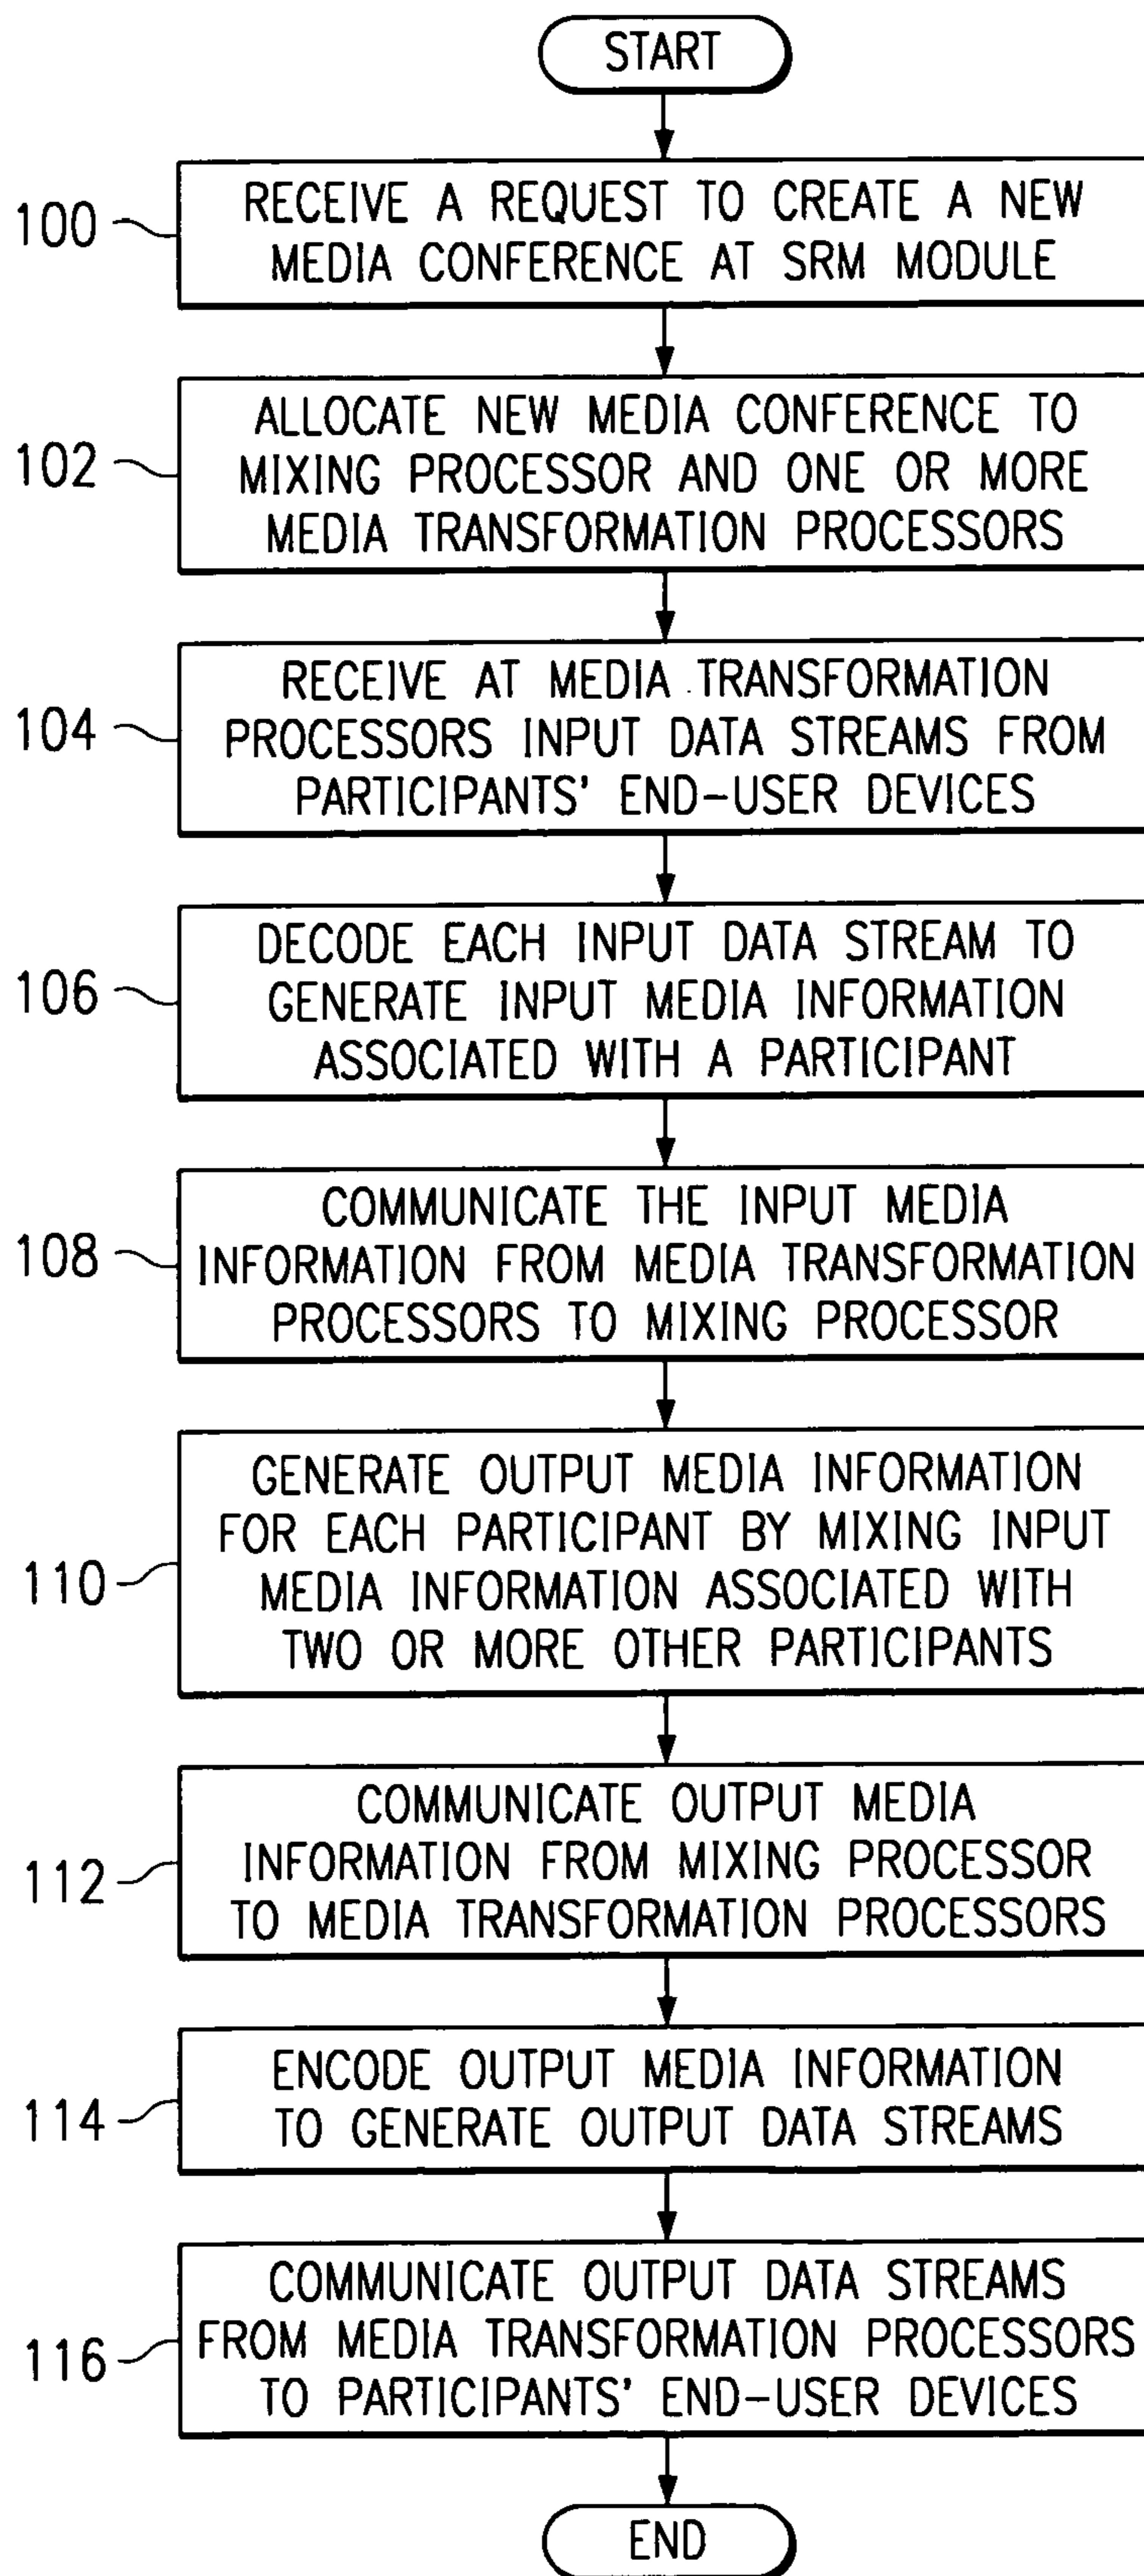 START
100
RECEIVE A REQUEST TO CREATE A NEW
MEDIA CONFERENCE AT SRM MODULE
102
ALLOCATE NEW MEDIA CONFERENCE TO
MIXING PROCESSOR AND ONE OR MORE
MEDIA TRANSFORMATION PROCESSORS
104
RECEIVE AT MEDIA TRANSFORMATION
PROCESSORS INPUT DATA STREAMS FROM
PARTICIPANTS' END-USER DEVICES
106
DECODE EACH INPUT DATA STREAM TO
GENERATE INPUT MEDIA INFORMATION
ASSOCIATED WITH A PARTICIPANT
108
COMMUNICATE THE INPUT MEDIA
INFORMATION FROM MEDIA TRANSFORMATION
PROCESSORS TO MIXING PROCESSOR
110
GENERATE OUTPUT MEDIA INFORMATION
FOR EACH PARTICIPANT BY MIXING INPUT
MEDIA INFORMATION ASSOCIATED WITH
TWO OR MORE OTHER PARTICIPANTS
112
COMMUNICATE OUTPUT MEDIA
INFORMATION FROM MIXING PROCESSOR
TO MEDIA TRANSFORMATION PROCESSORS
114
ENCODE OUTPUT MEDIA INFORMATION
TO GENERATE OUTPUT DATA STREAMS
116
COMMUNICATE OUTPUT DATA STREAMS
FROM MEDIA TRANSFORMATION PROCESSORS
TO PARTICIPANTS' END-USER DEVICES
END